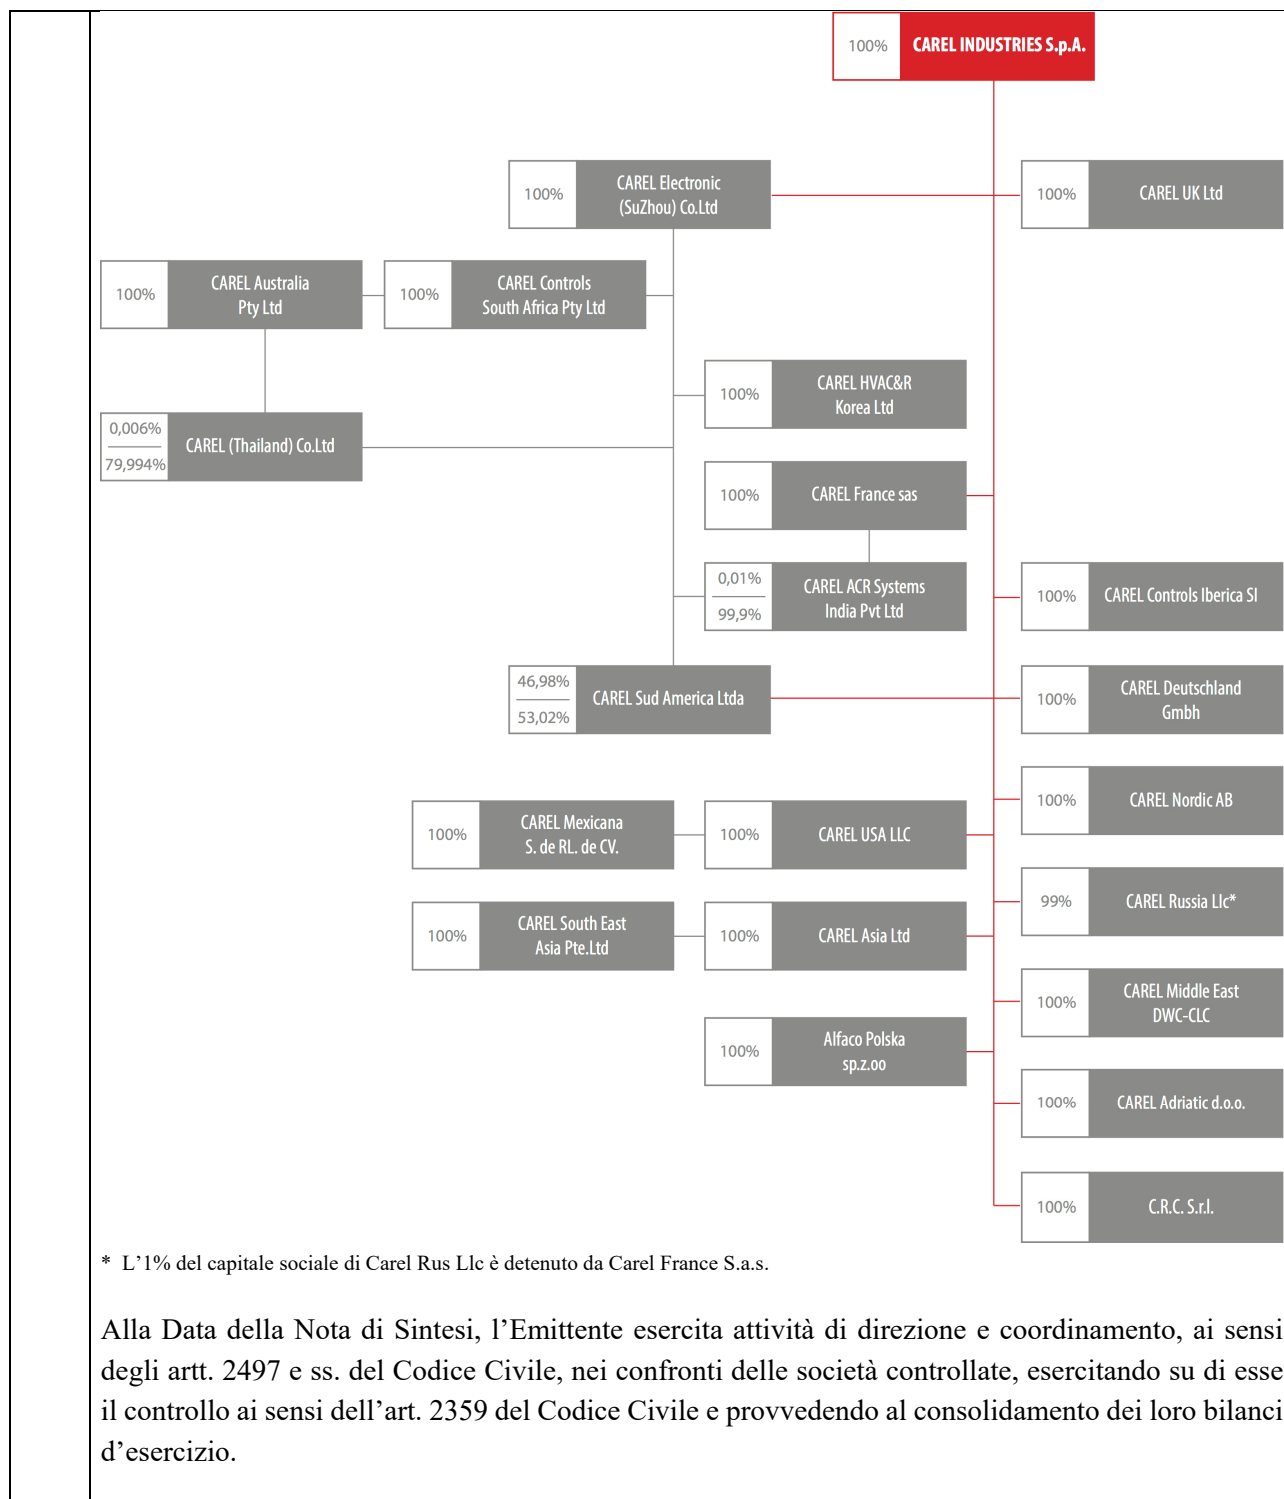 100% CAREL INDUSTRIES S.p.A.
100% CAREL Electronic
(SuZhou) Co.Ltd
100% CAREL UK Ltd
100% CAREL Australia
Pty Ltd
100% CAREL Controls
South Africa Pty Ltd
100% CAREL HVAC&R
Korea Ltd
0,006%
79,994%
CAREL (Thailand) Co.Ltd
100% CAREL France sas
0,01%
99,9%
CAREL ACR Systems
India Pvt Ltd
100% CAREL Controls Iberica Sl
46,98%
53,02%
CAREL Sud America Ltda
100% CAREL Deutschland
Gmbh
100% CAREL Nordic AB
100% CAREL Mexicana
S. de RL. de CV.
100% CAREL USA LLC
99% CAREL Russia Llc*
100% CAREL South East
Asia Pte.Ltd
100% CAREL Asia Ltd
100% CAREL Middle East
DWC-CLC
100% Alfaco Polska
sp.z.oo
100% CAREL Adriatic d.o.o.
100% C.R.C. S.r.l.
* L’1% del capitale sociale di Carel Rus Llc è detenuto da Carel France S.a.s.
Alla Data della Nota di Sintesi, l’Emittente esercita attività di direzione e coordinamento, ai sensi
degli artt. 2497 e ss. del Codice Civile, nei confronti delle società controllate, esercitando su di esse
il controllo ai sensi dell’art. 2359 del Codice Civile e provvedendo al consolidamento dei loro bilanci
d’esercizio.